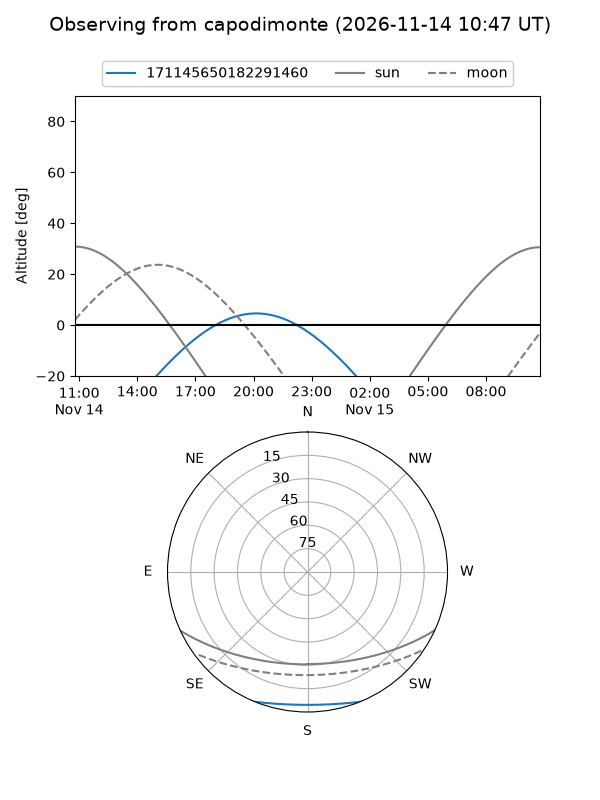 Observing from capodimonte (2026-11-14 10:47 UT)
171145650182291460 sun moon
Altitude [deg]
80
60
40
20
0
−20
11:00 14:00 17:00 20:00 23:00 02:00 05:00 08:00
Nov 14 Nov 15
N
NE NW
15
30
45
60
75
E W
SE SW
S